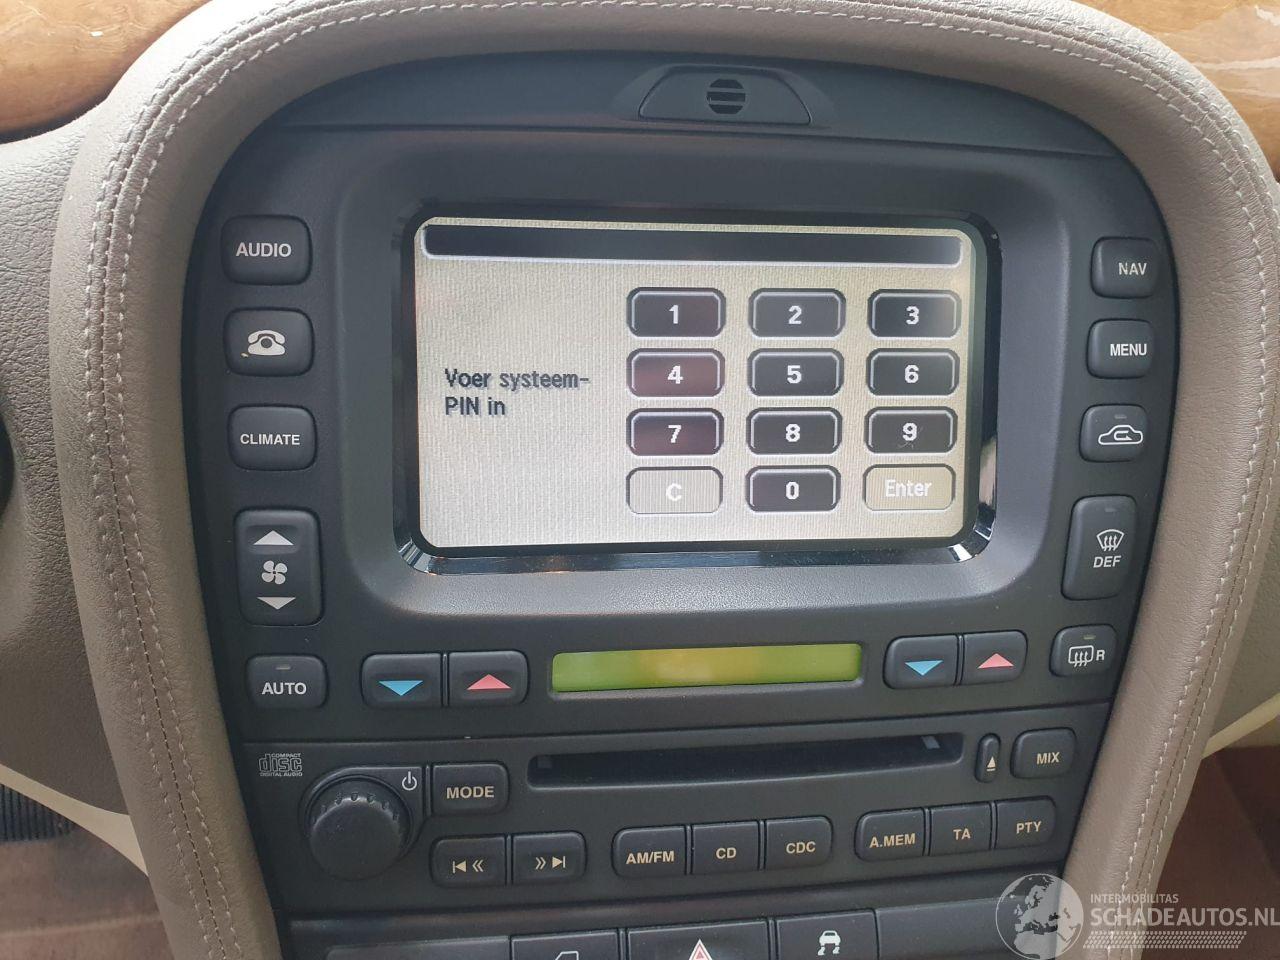 AUDIO
NAV
1 2 3
MENU
Voer systeem-
PIN in
4 5 6
CLIMATE
7 8 9
C 0 Enter
DEF
AUTO
R
COMPACT
disc
DIGITAL AUDIO
MODE
MIX
AM/FM CD CDC A.MEM TA PTY
INTERMOBILITAS
SCHADEAUTOS.NL